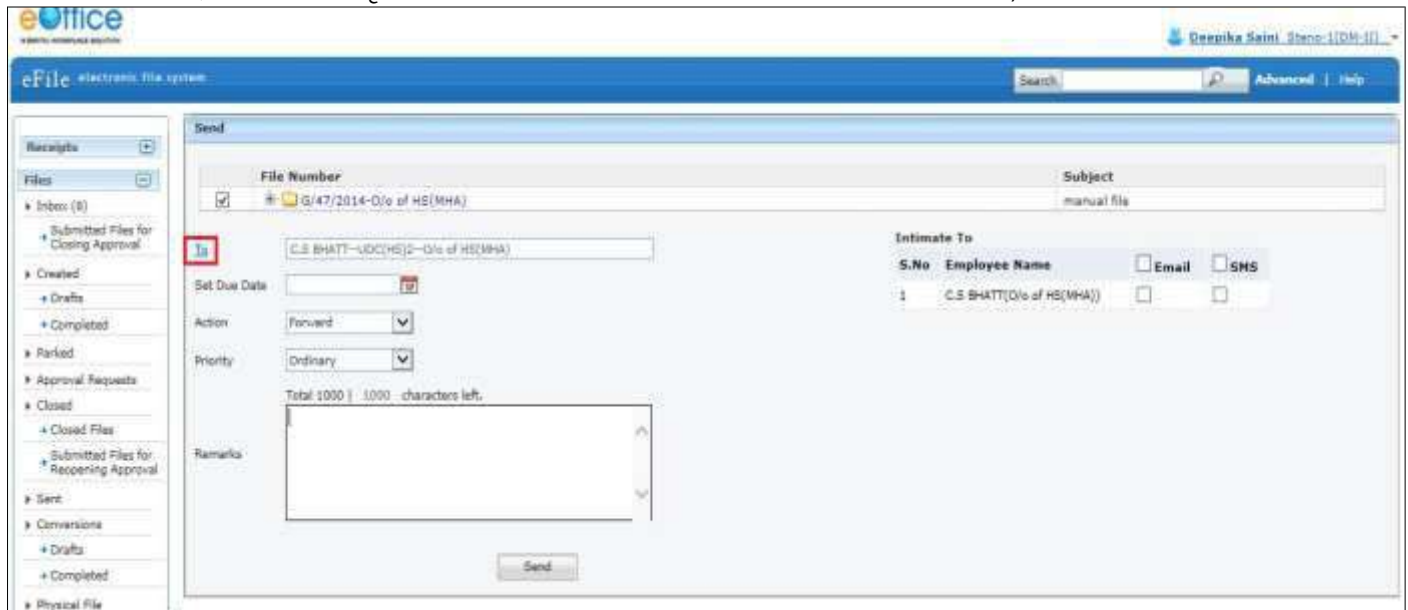 eOffice
Deepika Saini
eFile electronic file system
Search
Advanced | Help
Receipts
Files
Inbox (8)
Submitted Files for
Closing Approval
Created
Drafts
Completed
Parked
Approval Requests
Closed
Closed Files
Submitted Files for
Reopening Approval
Sent
Conversions
Drafts
Completed
Physical File
Send
File Number Subject
G/47/2014-O/o of HS(MHA) manual file
To C.S BHATT--UDC(HS)2--O/o of HS(MHA)
Set Due Date
Action Forward
Priority Ordinary
Total 1000 | 1000 characters left.
Remarks
Send
Intimate To
S.No Employee Name Email SMS
1 C.S BHATT(O/o of HS(MHA))